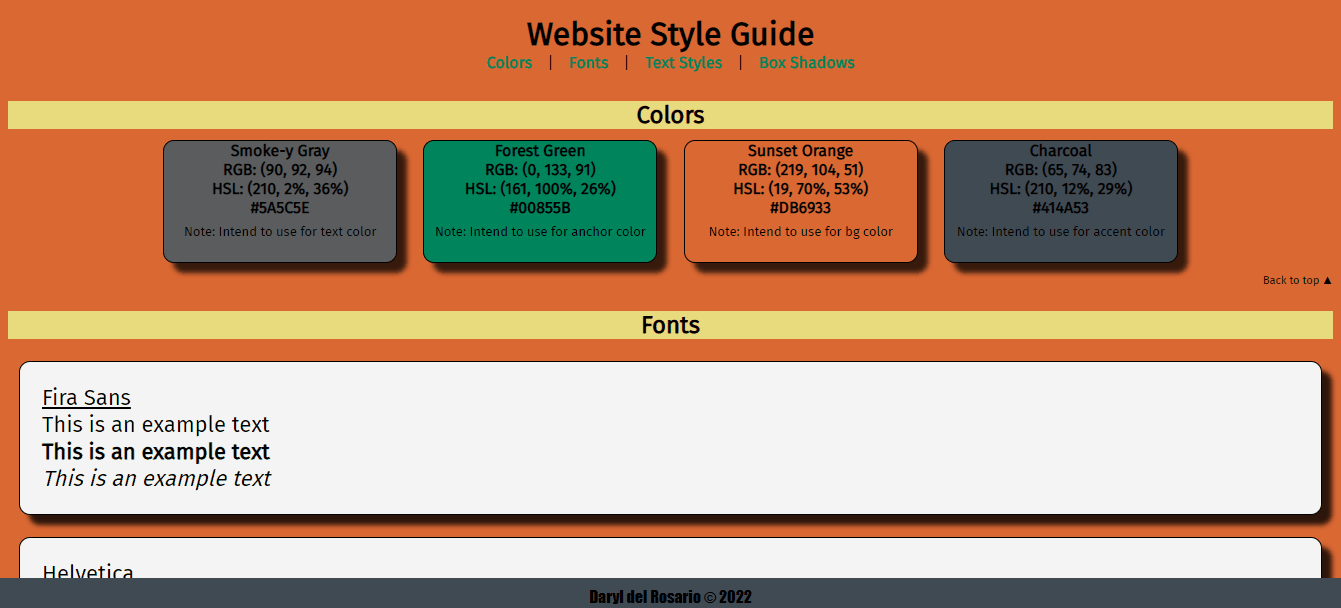 Website Style Guide
Colors | Fonts | Text Styles | Box Shadows
Colors
Smoke-y Gray
RGB: (90, 92, 94)
HSL: (210, 2%, 36%)
#5A5C5E
Note: Intend to use for text color
Forest Green
RGB: (0, 133, 91)
HSL: (161, 100%, 26%)
#00855B
Note: Intend to use for anchor color
Sunset Orange
RGB: (219, 104, 51)
HSL: (19, 70%, 53%)
#DB6933
Note: Intend to use for bg color
Charcoal
RGB: (65, 74, 83)
HSL: (210, 12%, 29%)
#414A53
Note: Intend to use for accent color
Back to top ▲
Fonts
Fira Sans
This is an example text
This is an example text
This is an example text
Helvetica
Daryl del Rosario © 2022